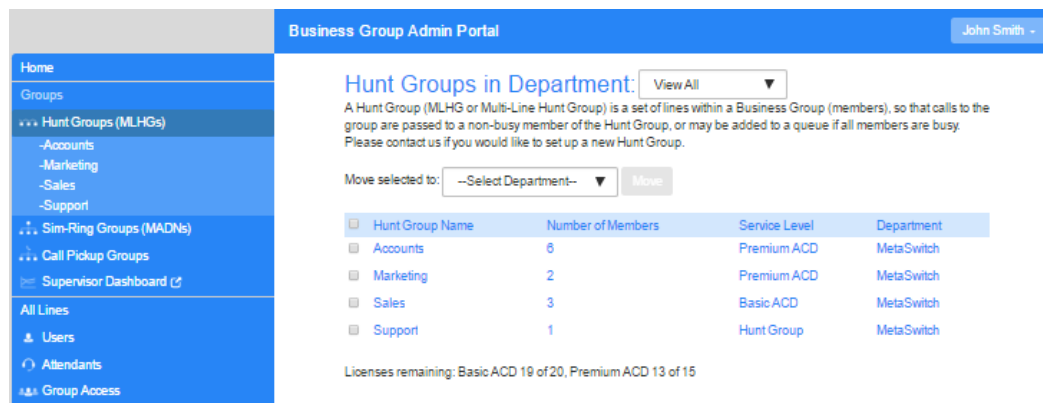 Business Group Admin Portal
John Smith
Home
Groups
Hunt Groups (MLHGs)
-Accounts
-Marketing
-Sales
-Support
Sim-Ring Groups (MADNs)
Call Pickup Groups
Supervisor Dashboard
All Lines
Users
Attendants
Group Access
Hunt Groups in Department: View All
A Hunt Group (MLHG or Multi-Line Hunt Group) is a set of lines within a Business Group (members), so that calls to the
group are passed to a non-busy member of the Hunt Group, or may be added to a queue if all members are busy.
Please contact us if you would like to set up a new Hunt Group.
Move selected to: --Select Department-- Move
Hunt Group Name Number of Members Service Level Department
Accounts 6 Premium ACD MetaSwitch
Marketing 2 Premium ACD MetaSwitch
Sales 3 Basic ACD MetaSwitch
Support 1 Hunt Group MetaSwitch
Licenses remaining: Basic ACD 19 of 20, Premium ACD 13 of 15